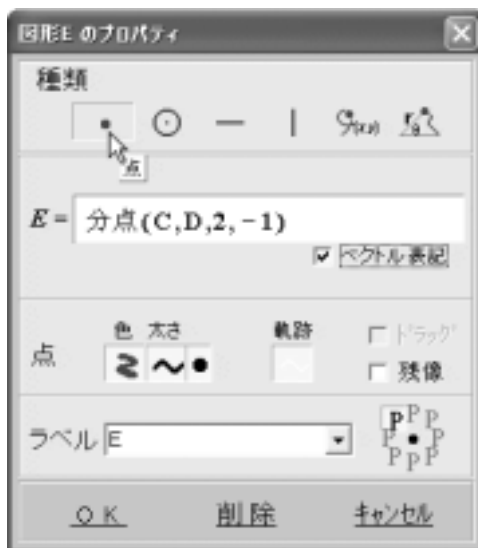 図形E のプロパティ
種類
点
E= 分点(C,D,2,-1)
ベクトル表記
色 太さ 軌跡 ドラッグ
点 残像
ラベル E
P P P
P P
P P P
OK 削除 キャンセル